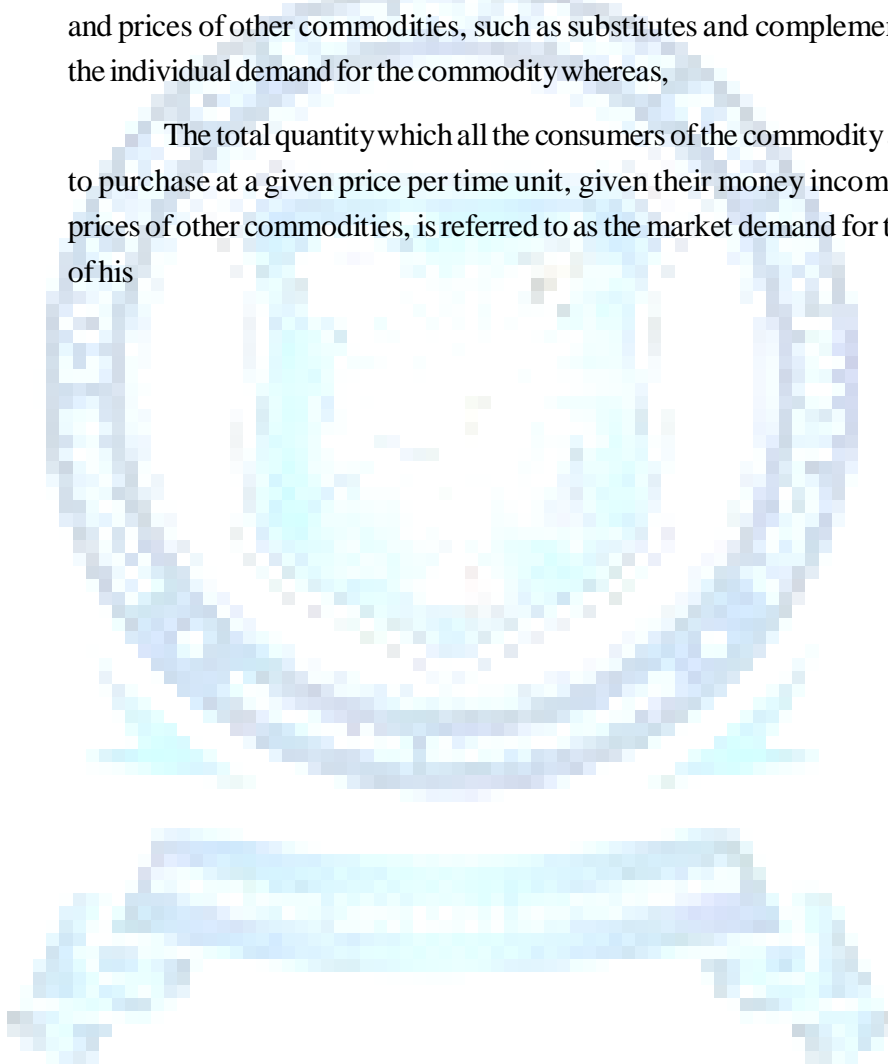 and prices of other commodities, such as substitutes and complemen
the individual demand for the commodity whereas,
The total quantity which all the consumers of the commodity
to purchase at a given price per time unit, given their money incom
prices of other commodities, is referred to as the market demand for t
of his